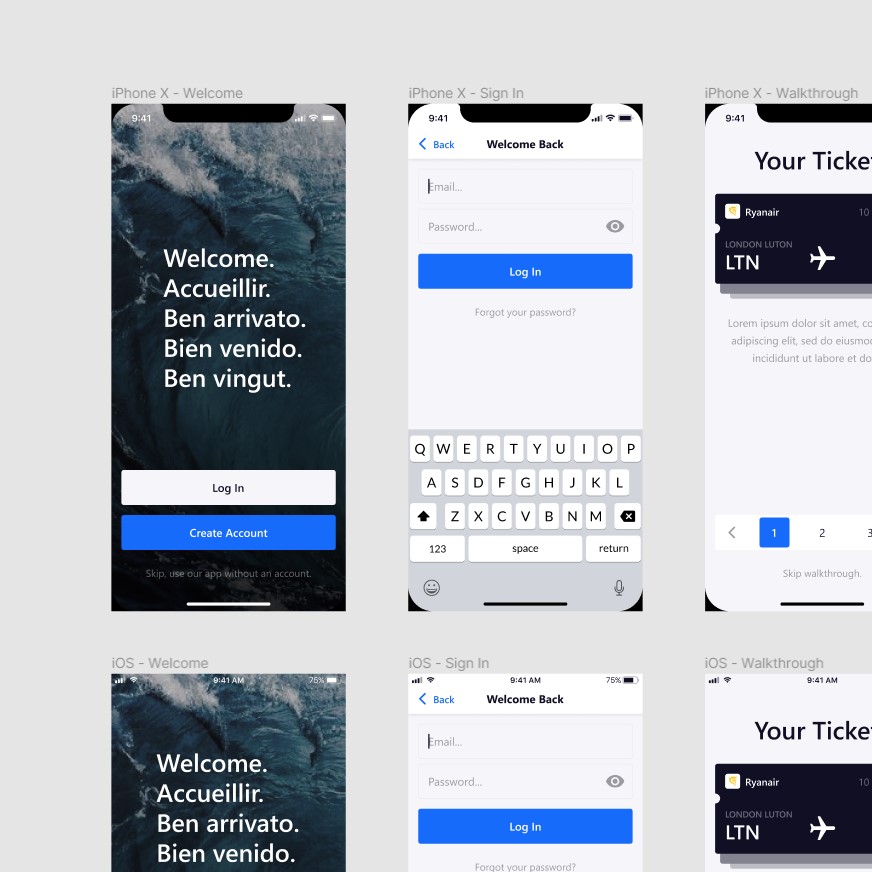 iPhone X - Welcome
iPhone X - Sign In
iPhone X - Walkthrough
9:41
Welcome.
Accueillir.
Ben arrivato.
Bien venido.
Ben vingut.
Log In
Create Account
Skip, use our app without an account.
9:41
Back
Welcome Back
Email...
Password...
Log In
Forgot your password?
Q W E R T Y U I O P
A S D F G H J K L
Z X C V B N M
123 space return
9:41
Your Ticke
Ryanair 10
LONDON LUTON
LTN
Lorem ipsum dolor sit amet, co
adipiscing elit, sed do eiusmo
incididunt ut labore et do
1 2 3
Skip walkthrough.
iOS - Welcome
iOS - Sign In
iOS - Walkthrough
9:41 AM 75%
Welcome.
Accueillir.
Ben arrivato.
Bien venido.
9:41 AM 75%
Back
Welcome Back
Email...
Password...
Log In
Forgot your password?
9:41 AM
Your Ticke
Ryanair 10
LONDON LUTON
LTN